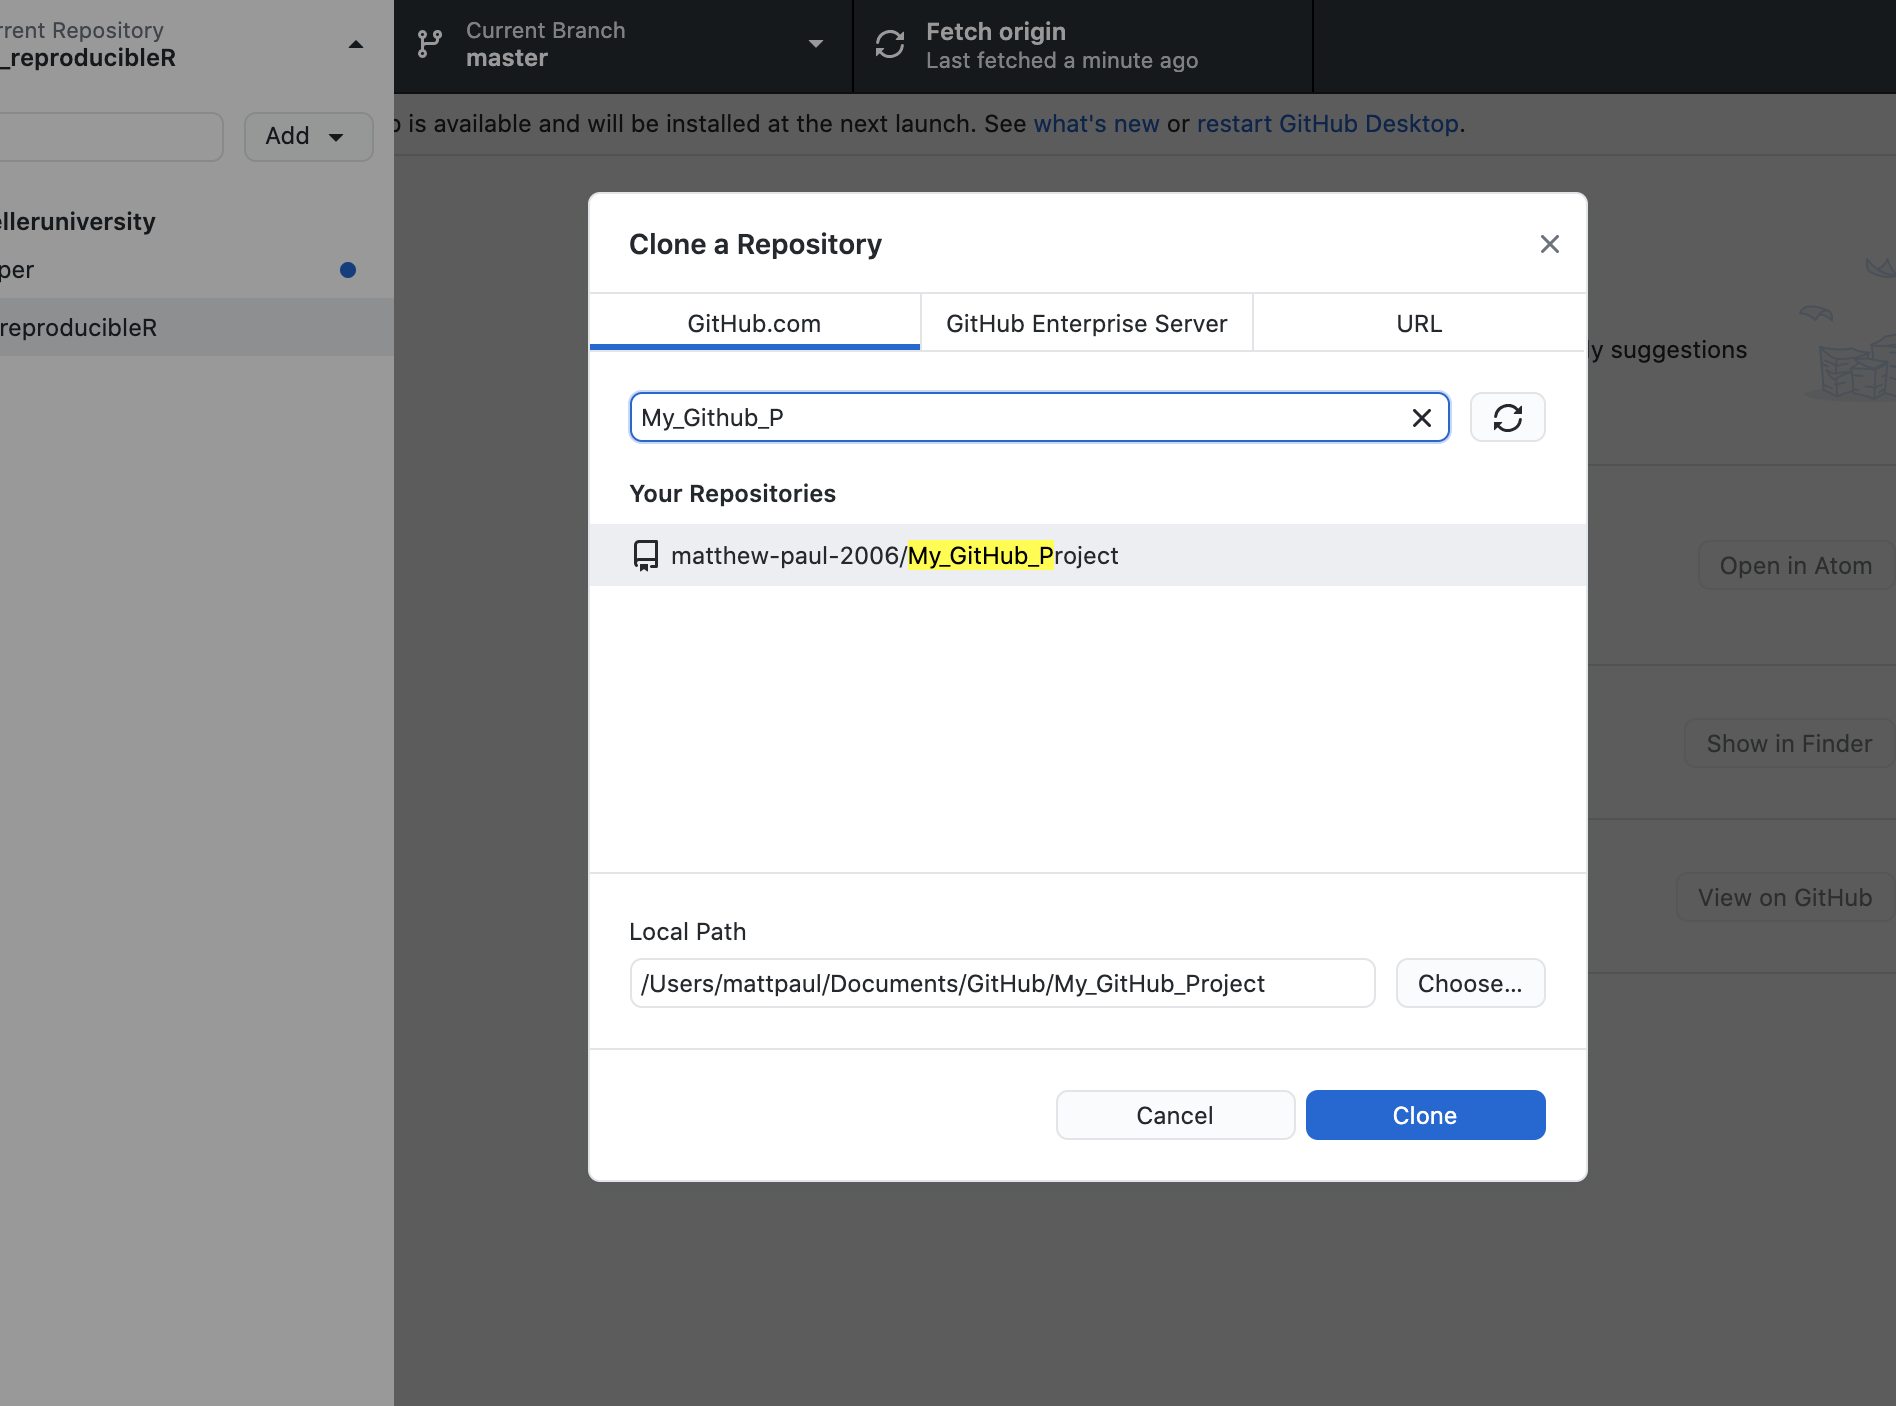 rrent Repository
_reproducibleR
Current Branch
master
Fetch origin
Last fetched a minute ago
Add
is available and will be installed at the next launch. See what's new or restart GitHub Desktop.
elleruniversity
per
reproducibleR
Clone a Repository
GitHub.com
GitHub Enterprise Server
URL
ly suggestions
My_Github_P
Your Repositories
matthew-paul-2006/My_GitHub_Project
Open in Atom
Show in Finder
View on GitHub
Local Path
/Users/mattpaul/Documents/GitHub/My_GitHub_Project
Choose...
Cancel
Clone